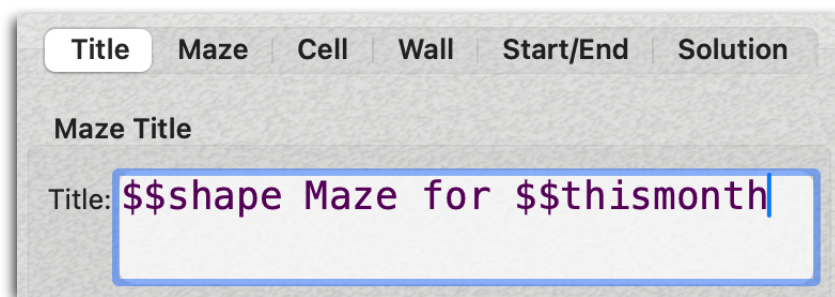 Title Maze Cell Wall Start/End Solution
Maze Title
Title: $$shape Maze for $$thismonth